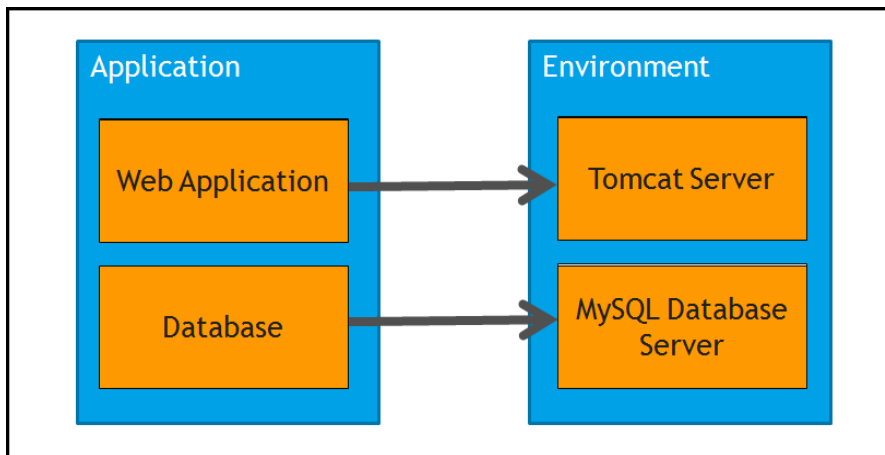 Application
Environment
Web Application
Tomcat Server
Database
MySQL Database
Server